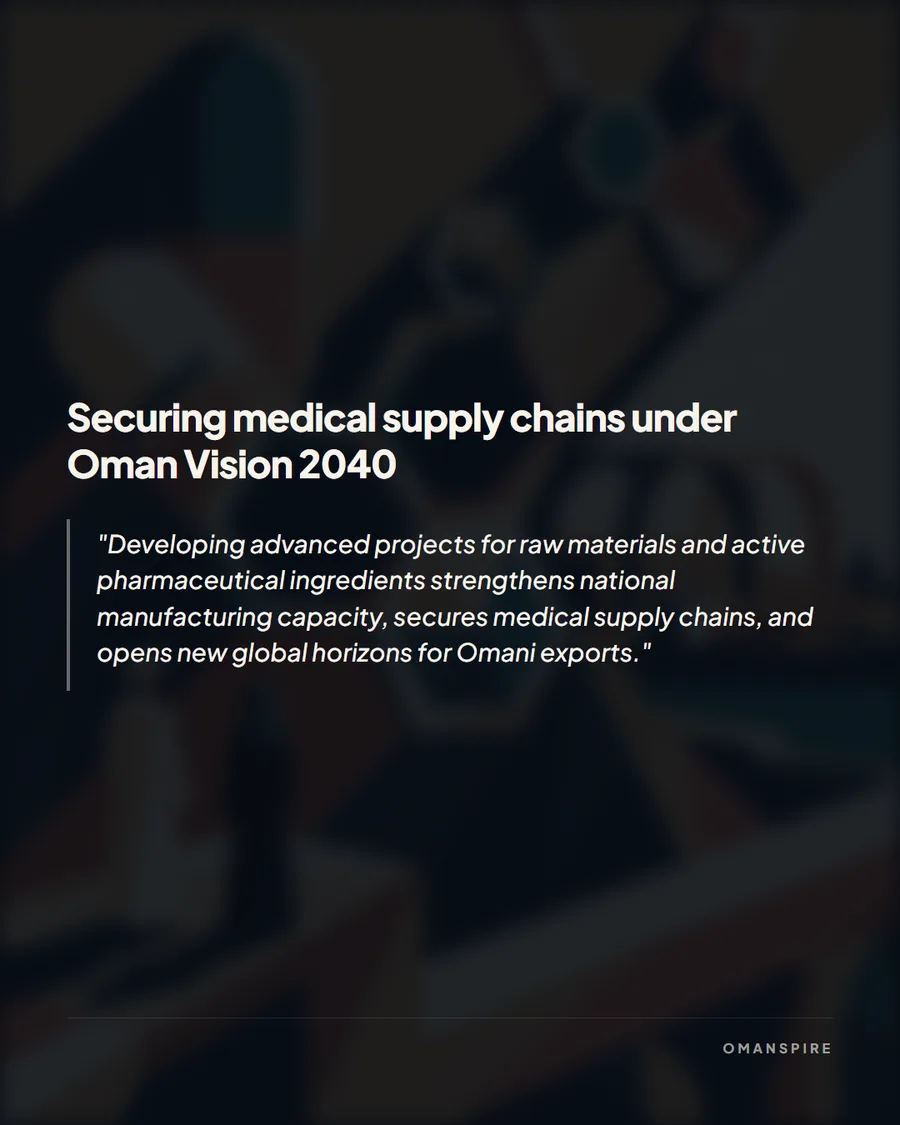 Securing medical supply chains under
Oman Vision 2040
"Developing advanced projects for raw materials and active
pharmaceutical ingredients strengthens national
manufacturing capacity, secures medical supply chains, and
opens new global horizons for Omani exports."
OMANSPIRE